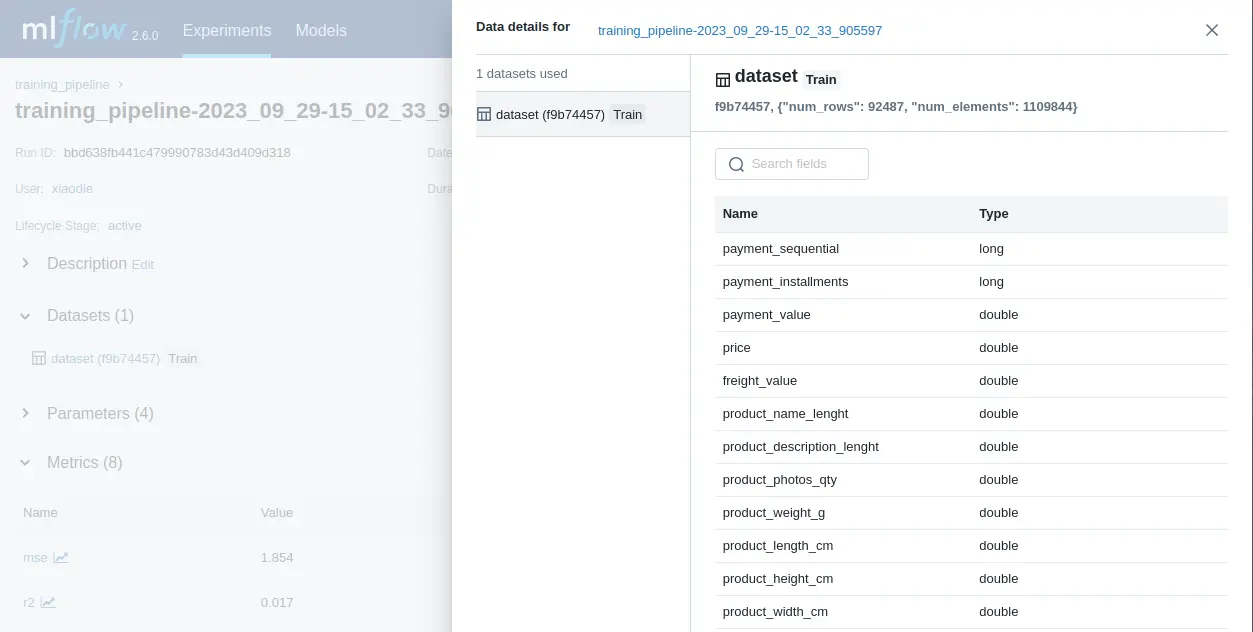 mlflow 2.6.0 Experiments Models
training_pipeline
training_pipeline-2023_09_29-15_02_33_9
Run ID: bbd638fb441c479990783d43d409d318
Date
User: xiaodie
Dura
Lifecycle Stage: active
Description Edit
Datasets (1)
dataset (f9b74457) Train
Parameters (4)
Metrics (8)
Name Value
mse 1.854
r2 0.017
Data details for training_pipeline-2023_09_29-15_02_33_905597
1 datasets used
dataset (f9b74457) Train
dataset Train
f9b74457, {"num_rows": 92487, "num_elements": 1109844}
Search fields
Name Type
payment_sequential long
payment_installments long
payment_value double
price double
freight_value double
product_name_lenght double
product_description_lenght double
product_photos_qty double
product_weight_g double
product_length_cm double
product_height_cm double
product_width_cm double